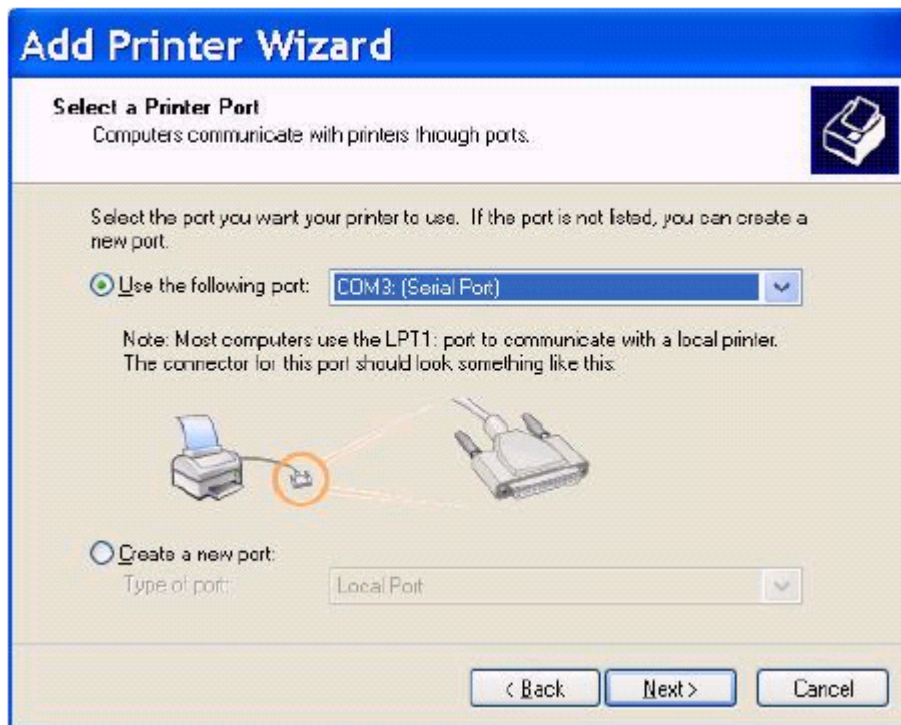 Add Printer Wizard
Select a Printer Port
Computers communicate with printers through ports.
Select the port you want your printer to use. If the port is not listed, you can create a
new port.
Use the following port: COM3: (Serial Port)
Note: Most computers use the LPT1: port to communicate with a local printer.
The connector for this port should look something like this:
Create a new port:
Type of port: Local Port
< Back Next > Cancel